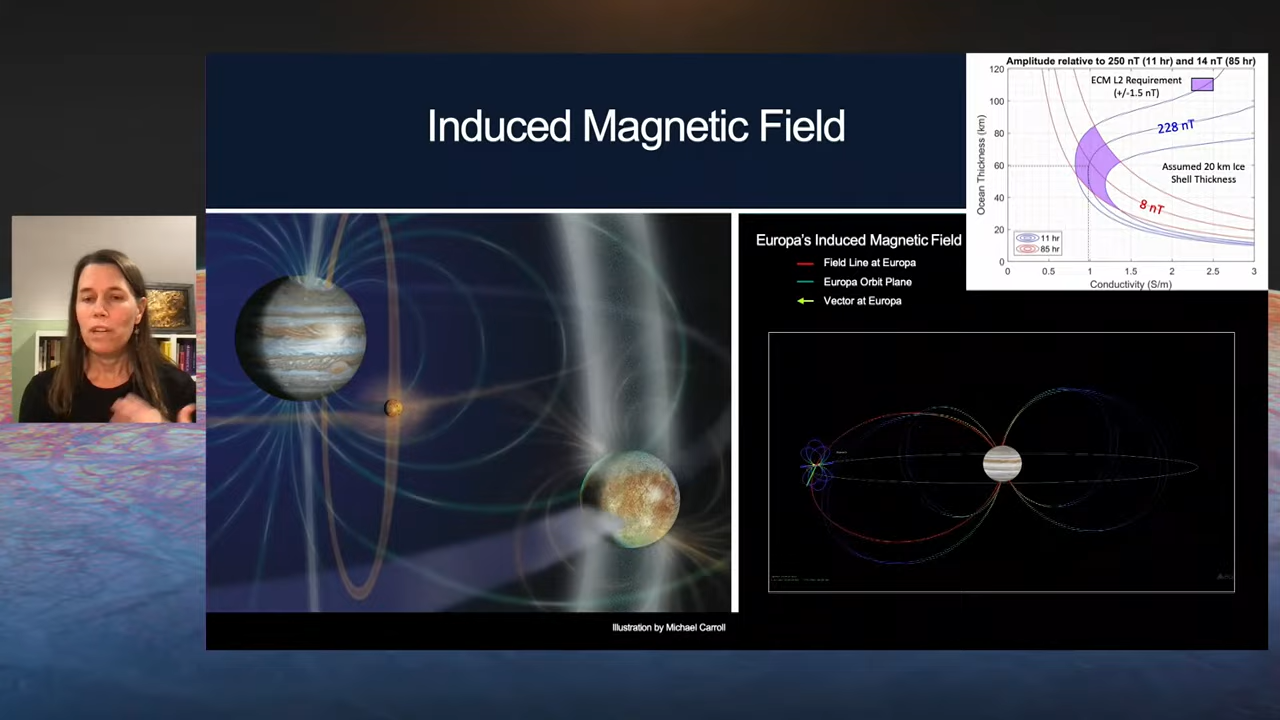 Induced Magnetic Field
Amplitude relative to 250 nT (11 hr) and 14 nT (85 hr)
ECM L2 Requirement
(+/-1.5 nT)
228 nT
Assumed 20 km Ice
Shell Thickness
8 nT
11 hr
85 hr
Ocean Thickness (km)
120
100
80
60
40
20
0
0 0.5 1 1.5 2 2.5 3
Conductivity (S/m)
Europa's Induced Magnetic Field
Field Line at Europa
Europa Orbit Plane
Vector at Europa
Illustration by Michael Carroll